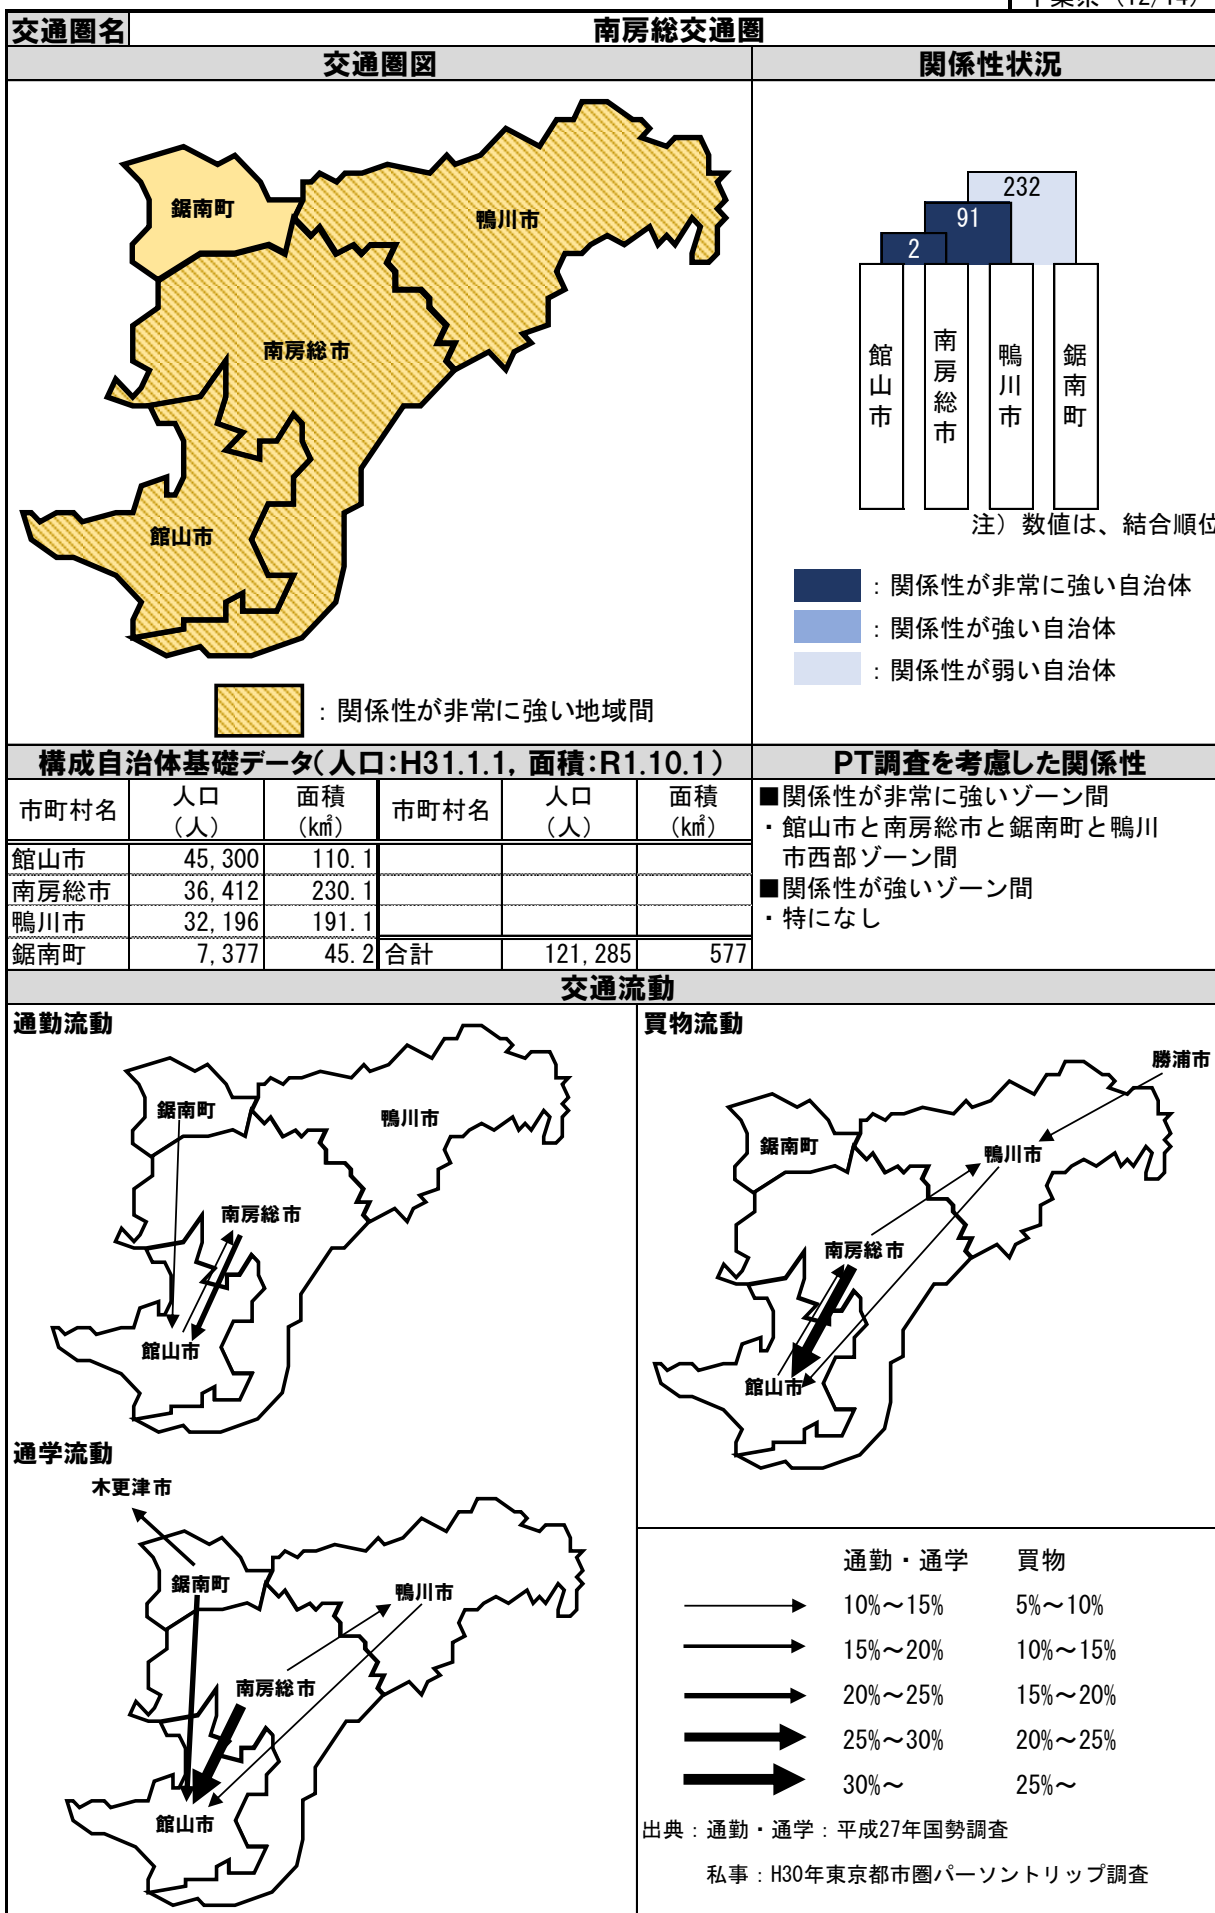 千葉県 (12/14)
交通圏名
南房総交通圏
交通圏図
関係性状況
鋸南町
鴨川市
南房総市
館山市
232
91
2
館山市
南房総市
鴨川市
鋸南町
注）数値は、結合順位
：関係性が非常に強い自治体
：関係性が強い自治体
：関係性が弱い自治体
：関係性が非常に強い地域間
構成自治体基礎データ(人口:H31.1.1, 面積:R1.10.1)
市町村名 人口（人） 面積（㎢） 市町村名 人口（人） 面積（㎢）
館山市 45,300 110.1
南房総市 36,412 230.1
鴨川市 32,196 191.1
鋸南町 7,377 45.2 合計 121,285 577
PT調査を考慮した関係性
■関係性が非常に強いゾーン間
・館山市と南房総市と鋸南町と鴨川
市西部ゾーン間
■関係性が強いゾーン間
・特になし
交通流動
通勤流動
鋸南町
鴨川市
南房総市
館山市
買物流動
勝浦市
鋸南町
鴨川市
南房総市
館山市
通学流動
木更津市
鋸南町
鴨川市
南房総市
館山市
通勤・通学 買物
10%～15% 5%～10%
15%～20% 10%～15%
20%～25% 15%～20%
25%～30% 20%～25%
30%～ 25%～
出典：通勤・通学：平成27年国勢調査
私事：H30年東京都市圏パーソントリップ調査